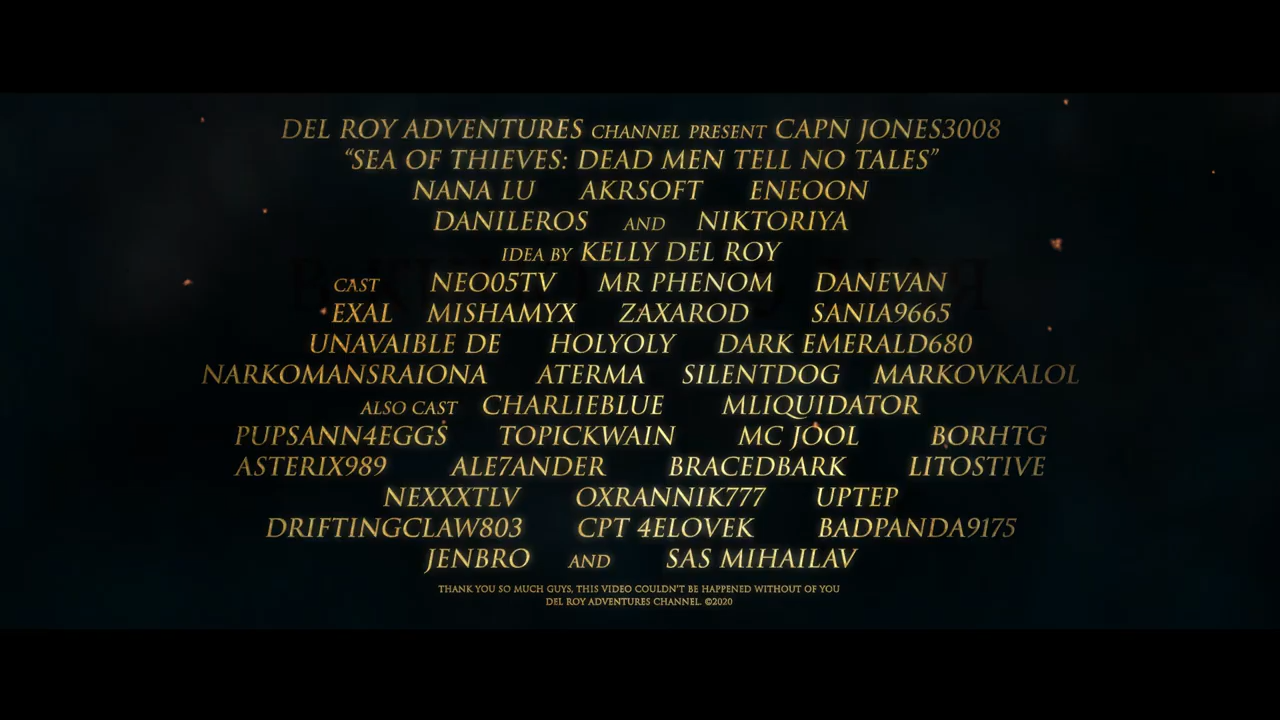 DEL ROY ADVENTURES CHANNEL PRESENT CAPN JONES3008
“SEA OF THIEVES: DEAD MEN TELL NO TALES”
NANA LU AKRSOFT ENEOON
DANILEROS AND NIKTORIYA
IDEA BY KELLY DEL ROY
CAST NEO05TV MR PHENOM DANEVAN
EXAL MISHAMYX ZAXAROD SANIA9665
UNAVAIBLE DE HOLYOLY DARK EMERALD680
NARKOMANSRAIONA ATERMA SILENTDOG MARKOVKALOL
ALSO CAST CHARLIEBLUE MLIQUIDATOR
PUPSANN4EGGS TOPICKWAIN MC JOOL BORHTG
ASTERIX989 ALE7ANDER BRACEDBARK LITOSTIVE
NEXXXTLV OXRANNIK777 UPTEP
DRIFTINGCLAW803 CPT 4ELOVEK BADPANDA9175
JENBRO AND SAS MIHAILAV
THANK YOU SO MUCH GUYS, THIS VIDEO COULDN'T BE HAPPENED WITHOUT OF YOU
DEL ROY ADVENTURES CHANNEL. ©2020